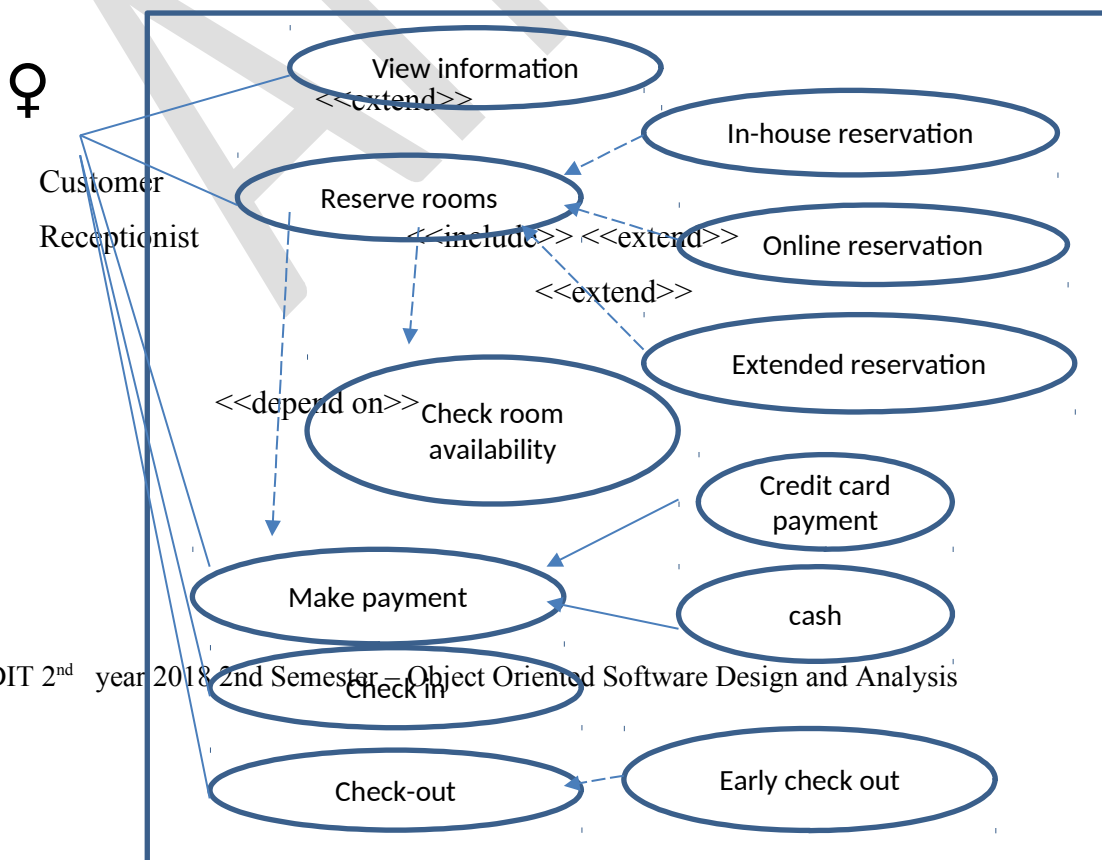 View information
<<extend>>
In-house reservation
Customer
Reserve rooms
Receptionist
<<include>> <<extend>>
Online reservation
<<extend>>
Extended reservation
<<depend on>>
Check room
availability
Credit card
payment
Make payment
cash
DIT 2nd year 2018 2nd Semester – Object Oriented Software Design and Analysis
Check in
Check-out
Early check out